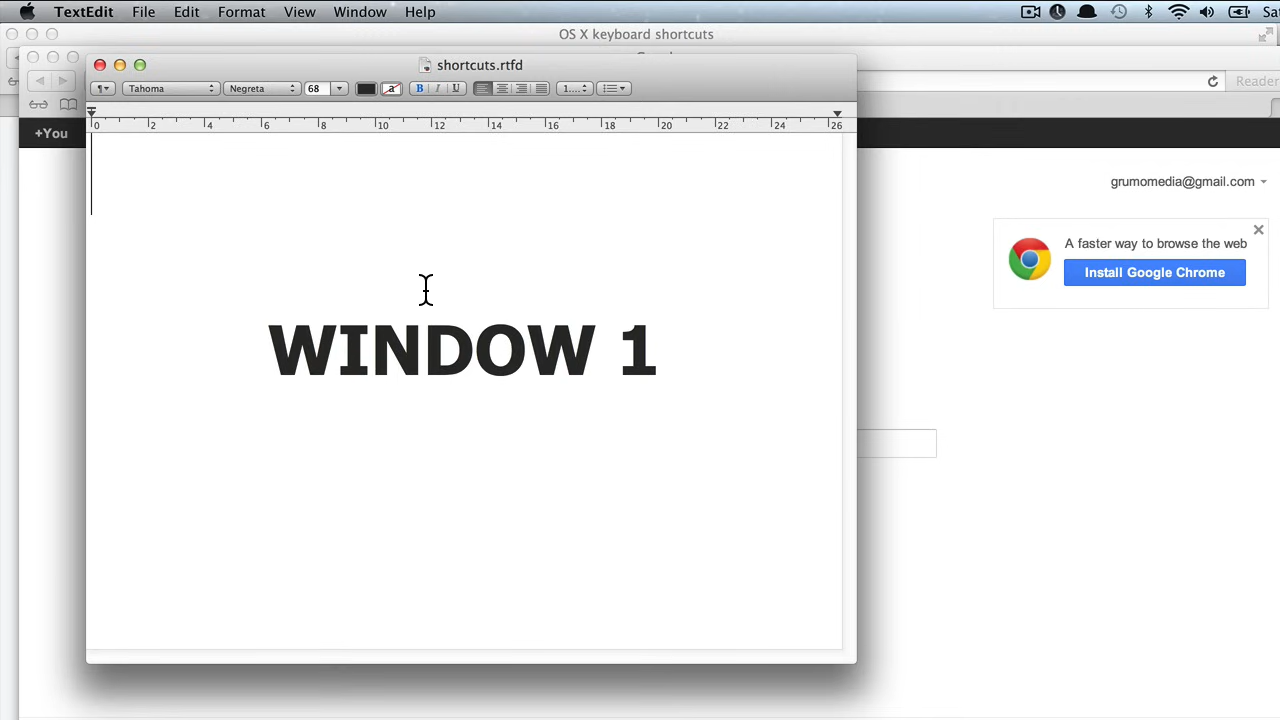 TextEdit File Edit Format View Window Help
OS X keyboard shortcuts
shortcuts.rtfd
Reader
Tahoma Negreta 68 a B I U 1....
0 2 4 6 8 10 12 14 16 18 20 22 24 26
+You
grumomedia@gmail.com
A faster way to browse the web
Install Google Chrome
WINDOW 1